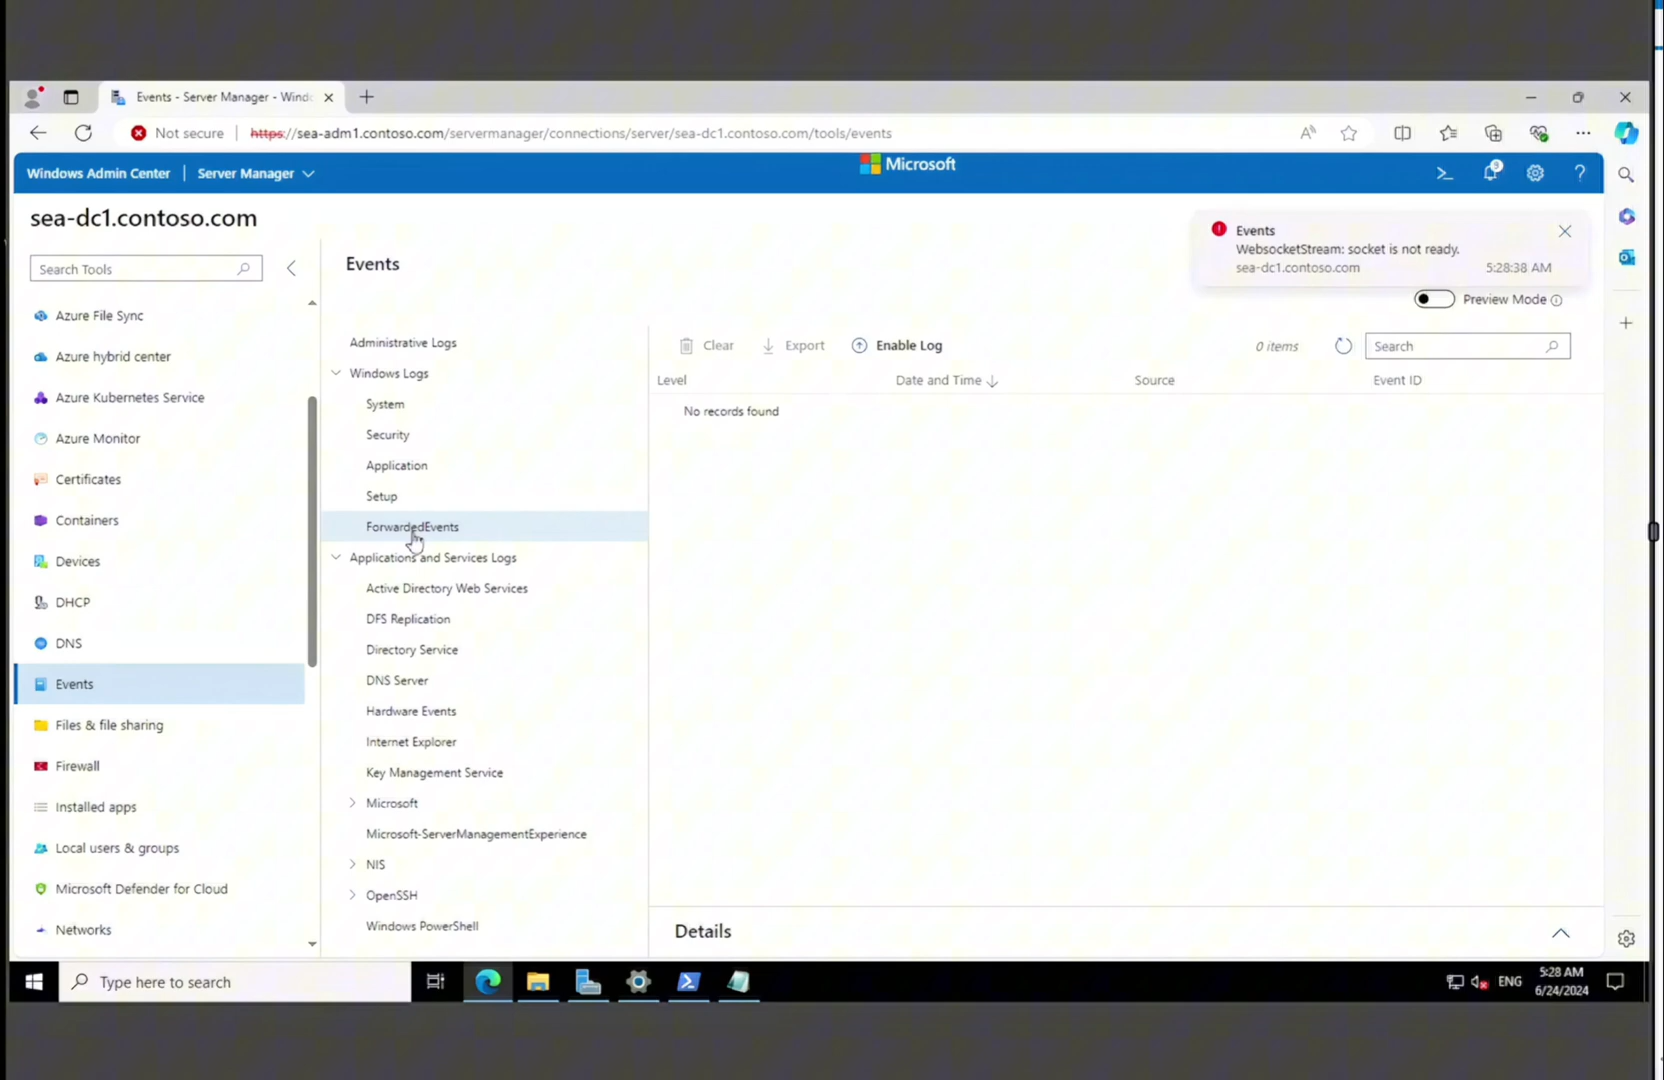 Events - Server Manager - Wind
Not secure
https://sea-adm1.contoso.com/servermanager/connections/server/sea-dc1.contoso.com/tools/events
Windows Admin Center
Server Manager
Microsoft
9
sea-dc1.contoso.com
Search Tools
Azure File Sync
Azure hybrid center
Azure Kubernetes Service
Azure Monitor
Certificates
Containers
Devices
DHCP
DNS
Events
Files & file sharing
Firewall
Installed apps
Local users & groups
Microsoft Defender for Cloud
Networks
Events
Administrative Logs
Windows Logs
System
Security
Application
Setup
ForwardedEvents
Applications and Services Logs
Active Directory Web Services
DFS Replication
Directory Service
DNS Server
Hardware Events
Internet Explorer
Key Management Service
Microsoft
Microsoft-ServerManagementExperience
NIS
OpenSSH
Windows PowerShell
Events
WebsocketStream: socket is not ready.
sea-dc1.contoso.com 5:28:38 AM
Preview Mode
Clear Export Enable Log 0 items Search
Level Date and Time Source Event ID
No records found
Details
Type here to search
ENG
5:28 AM
6/24/2024